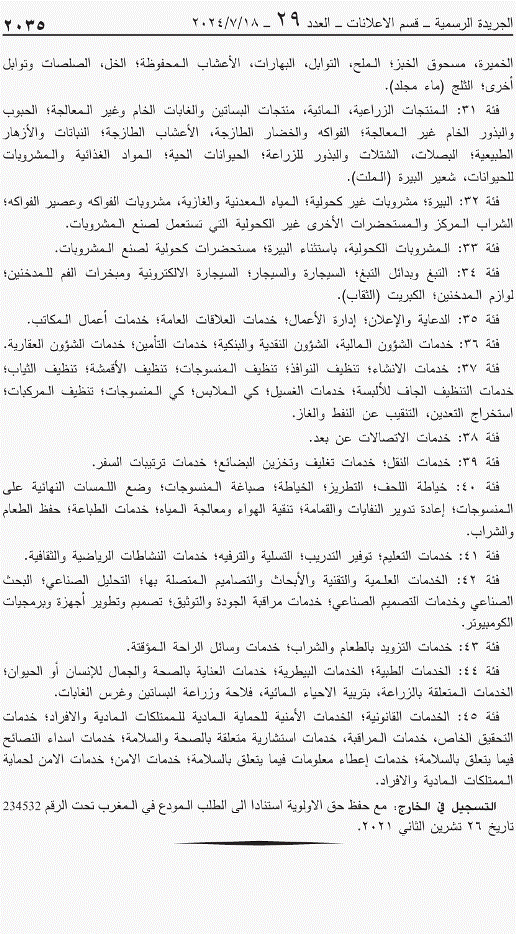 الجريدة الرسمية ــ قسم الاعلانات ــ العدد ٢٩ ــ ٢٠٢٤/٧/١٨ ٢٠٣٥
الخميرة، مسحوق الخبز؛ الملح، التوابل، البهارات، الأعشاب المحفوظة؛ الخل، الصلصات وتوابل
أخرى؛ الثلج (ماء مجلد).
فئة ٣١: المنتجات الزراعية، المائية، منتجات البساتين والغابات الخام وغير المعالجة؛ الحبوب
والبذور الخام غير المعالجة؛ الفواكه والخضار الطازجة، الأعشاب الطازجة؛ النباتات والأزهار
الطبيعية؛ البصلات، الشتلات والبذور للزراعة؛ الحيوانات الحية؛ المواد الغذائية والمشروبات
للحيوانات، شعير البيرة (الملت).
فئة ٣٢: البيرة؛ مشروبات غير كحولية؛ المياه المعدنية والغازية، مشروبات الفواكه وعصير الفواكه؛
الشراب المركز والمستحضرات الأخرى غير الكحولية التي تستعمل لصنع المشروبات.
فئة ٣٣: المشروبات الكحولية، باستثناء البيرة؛ مستحضرات كحولية لصنع المشروبات.
فئة ٣٤: التبغ وبدائل التبغ؛ السيجارة والسيجار؛ السيجارة الالكترونية ومبخرات الفم للمدخنين؛
لوازم المدخنين؛ الكبريت (الثقاب).
فئة ٣٥: الدعاية والإعلان؛ إدارة الأعمال؛ خدمات العلاقات العامة؛ خدمات أعمال المكاتب.
فئة ٣٦: خدمات الشؤون المالية، الشؤون النقدية والبنكية؛ خدمات التأمين؛ خدمات الشؤون العقارية.
فئة ٣٧: خدمات الانشاء؛ تنظيف النوافذ؛ تنظيف المنسوجات؛ تنظيف الأقمشة؛ تنظيف الثياب؛
خدمات التنظيف الجاف للألبسة؛ خدمات الغسيل؛ كي الملابس؛ كي المنسوجات؛ تنظيف المركبات؛
استخراج التعدين، التنقيب عن النفط والغاز.
فئة ٣٨: خدمات الاتصالات عن بعد.
فئة ٣٩: خدمات النقل؛ خدمات تغليف وتخزين البضائع؛ خدمات ترتيبات السفر.
فئة ٤٠: خياطة اللحف؛ التطريز؛ الخياطة؛ صباغة المنسوجات؛ وضع اللمسات النهائية على
المنسوجات؛ إعادة تدوير النفايات والقمامة؛ تنقية الهواء ومعالجة المياه؛ خدمات الطباعة؛ حفظ الطعام
والشراب.
فئة ٤١: خدمات التعليم؛ توفير التدريب؛ التسلية والترفيه؛ خدمات النشاطات الرياضية والثقافية.
فئة ٤٢: الخدمات العلمية والتقنية والأبحاث والتصاميم المتصلة بها؛ التحليل الصناعي؛ البحث
الصناعي وخدمات التصميم الصناعي؛ خدمات مراقبة الجودة والتوثيق؛ تصميم وتطوير أجهزة وبرمجيات
الكومبيوتر.
فئة ٤٣: خدمات التزويد بالطعام والشراب؛ خدمات وسائل الراحة المؤقتة.
فئة ٤٤: الخدمات الطبية؛ الخدمات البيطرية؛ خدمات العناية بالصحة والجمال للإنسان أو الحيوان؛
الخدمات المتعلقة بالزراعة، بتربية الاحياء المائية، فلاحة وزراعة البساتين وغرس الغابات.
فئة ٤٥: الخدمات القانونية؛ الخدمات الأمنية للحماية المادية للممتلكات المادية والافراد؛ خدمات
التحقيق الخاص، خدمات المراقبة، خدمات استشارية متعلقة بالصحة والسلامة؛ خدمات اسداء النصائح
فيما يتعلق بالسلامة؛ خدمات إعطاء معلومات فيما يتعلق بالسلامة؛ خدمات الامن؛ خدمات الامن لحماية
الممتلكات المادية والافراد.
التسجيل في الخارج: مع حفظ حق الاولوية استنادا الى الطلب المودع في المغرب تحت الرقم 234532
تاريخ ٢٦ تشرين الثاني ٢٠٢١.